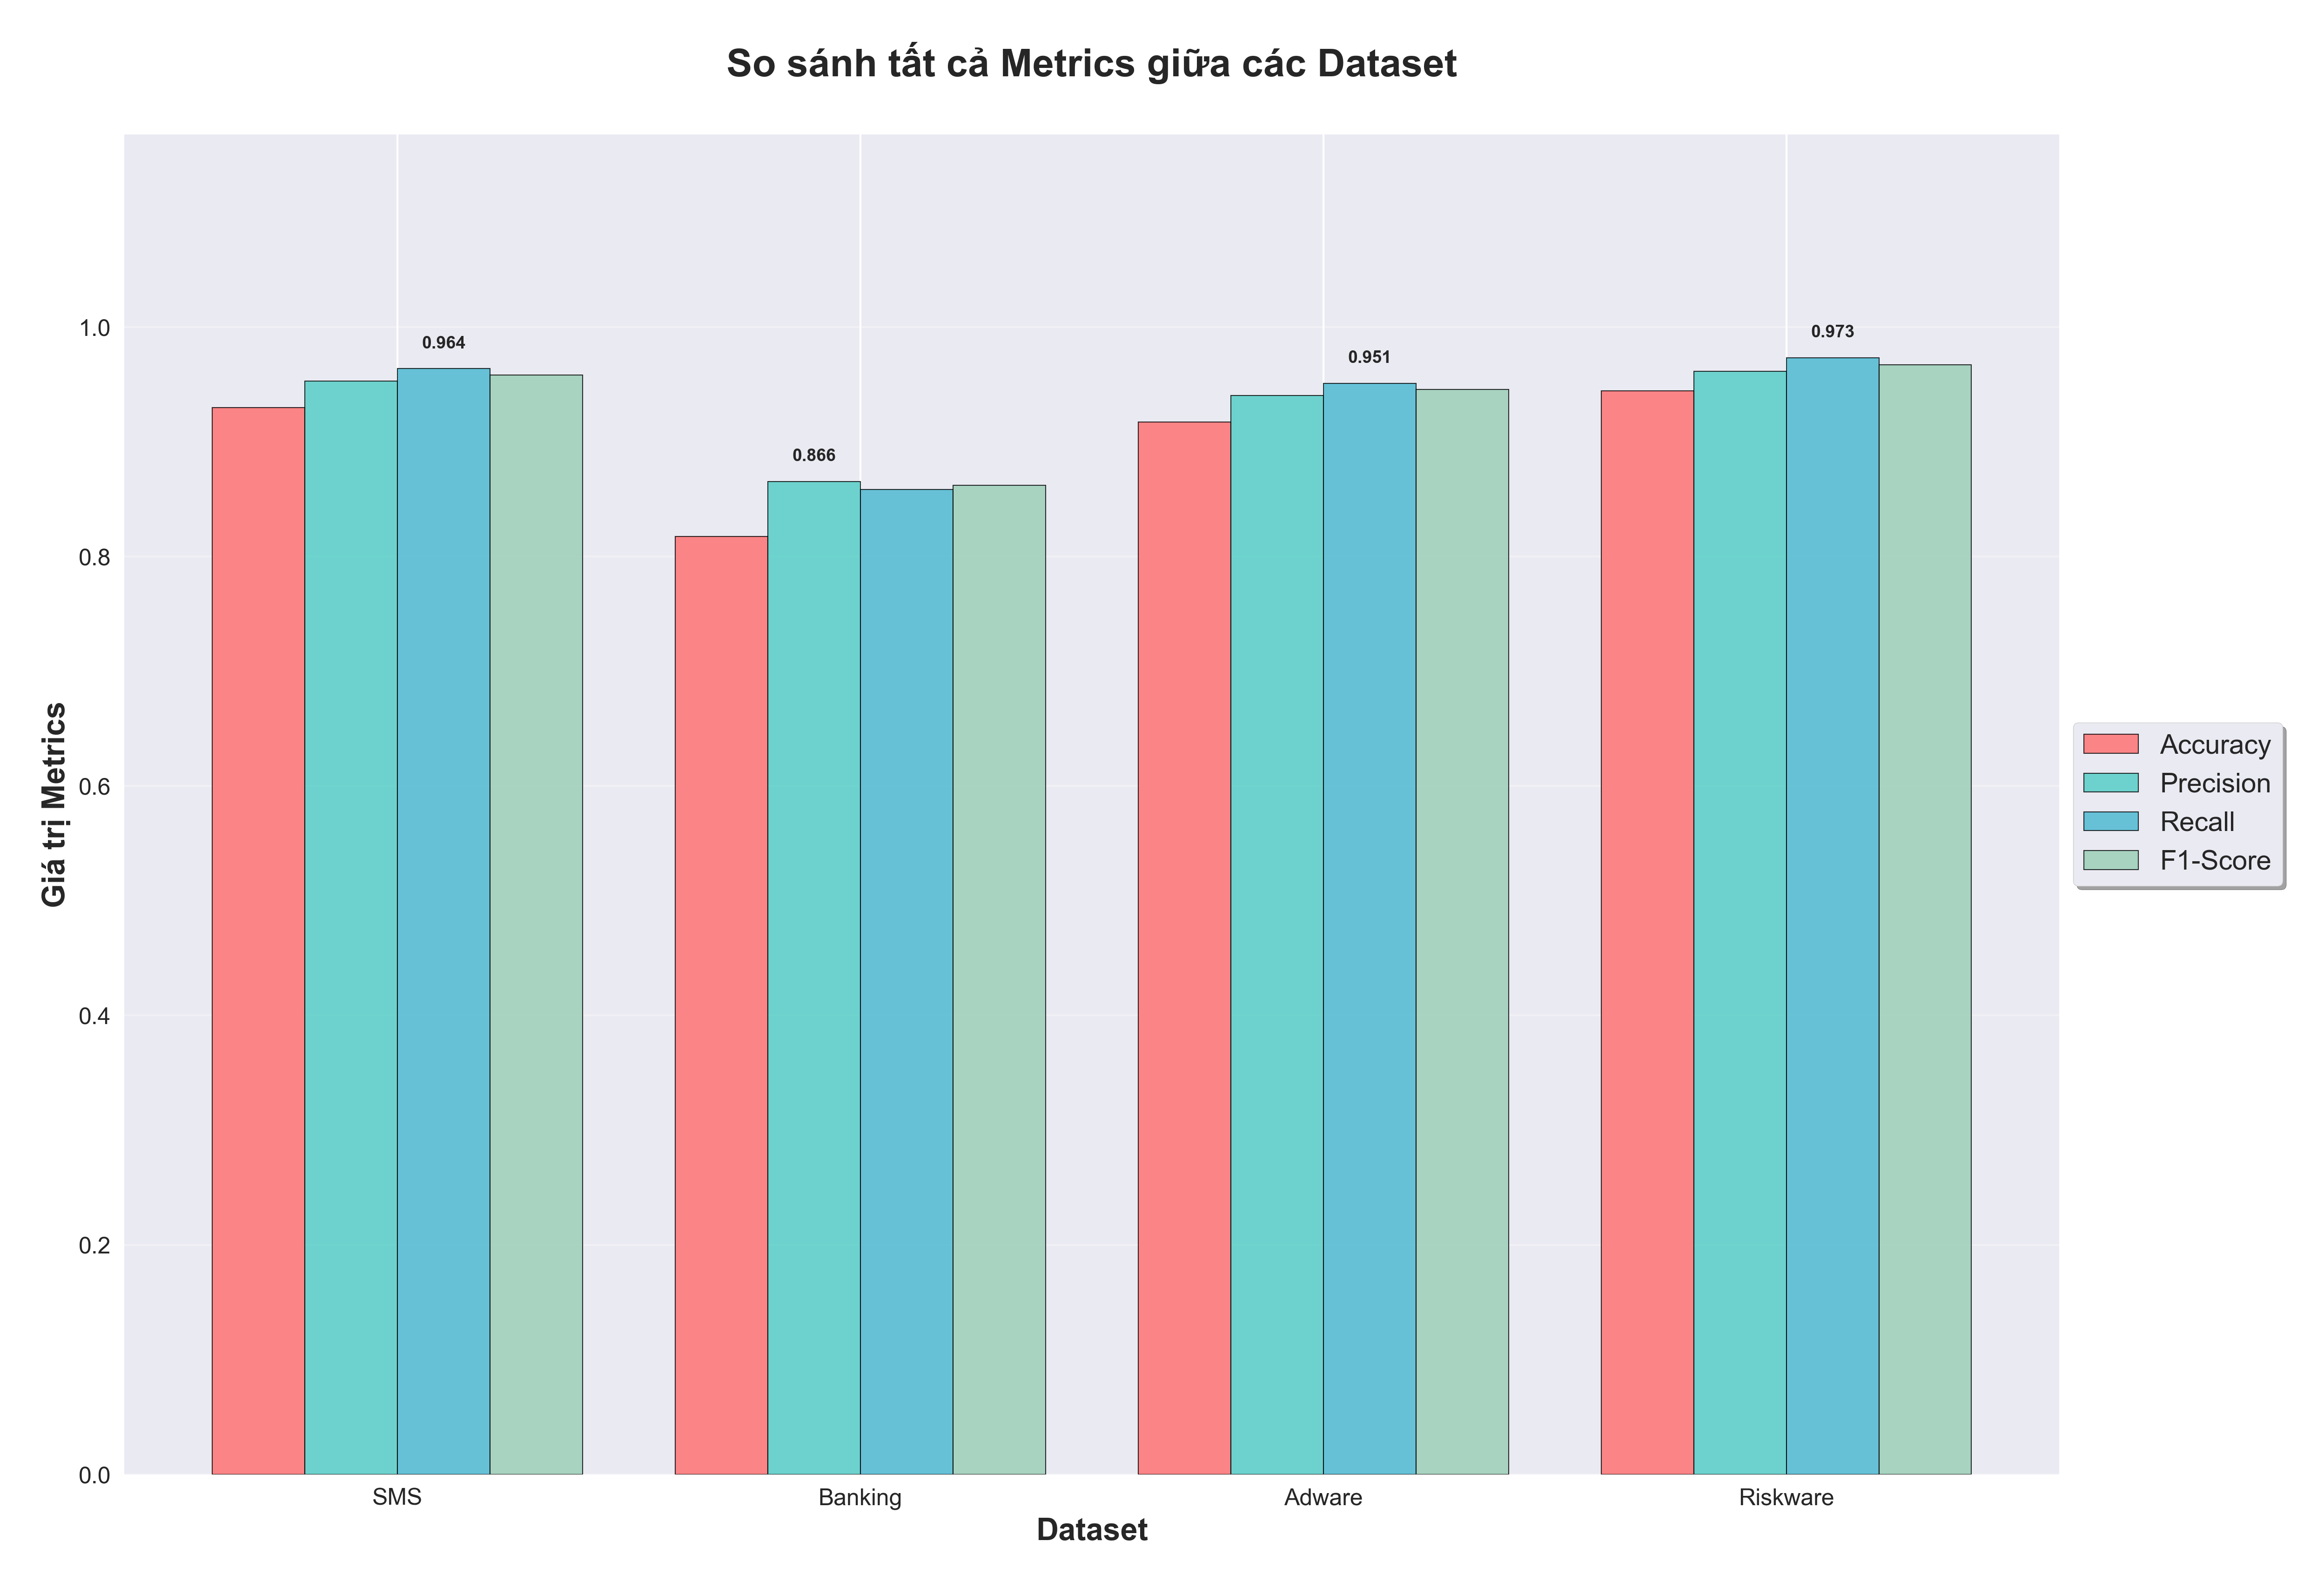 So sánh tất cả Metrics giữa các Dataset
Giá trị Metrics
1.0
0.8
0.6
0.4
0.2
0.0
0.964
0.866
0.951
0.973
SMS
Banking
Adware
Riskware
Dataset
Accuracy
Precision
Recall
F1-Score